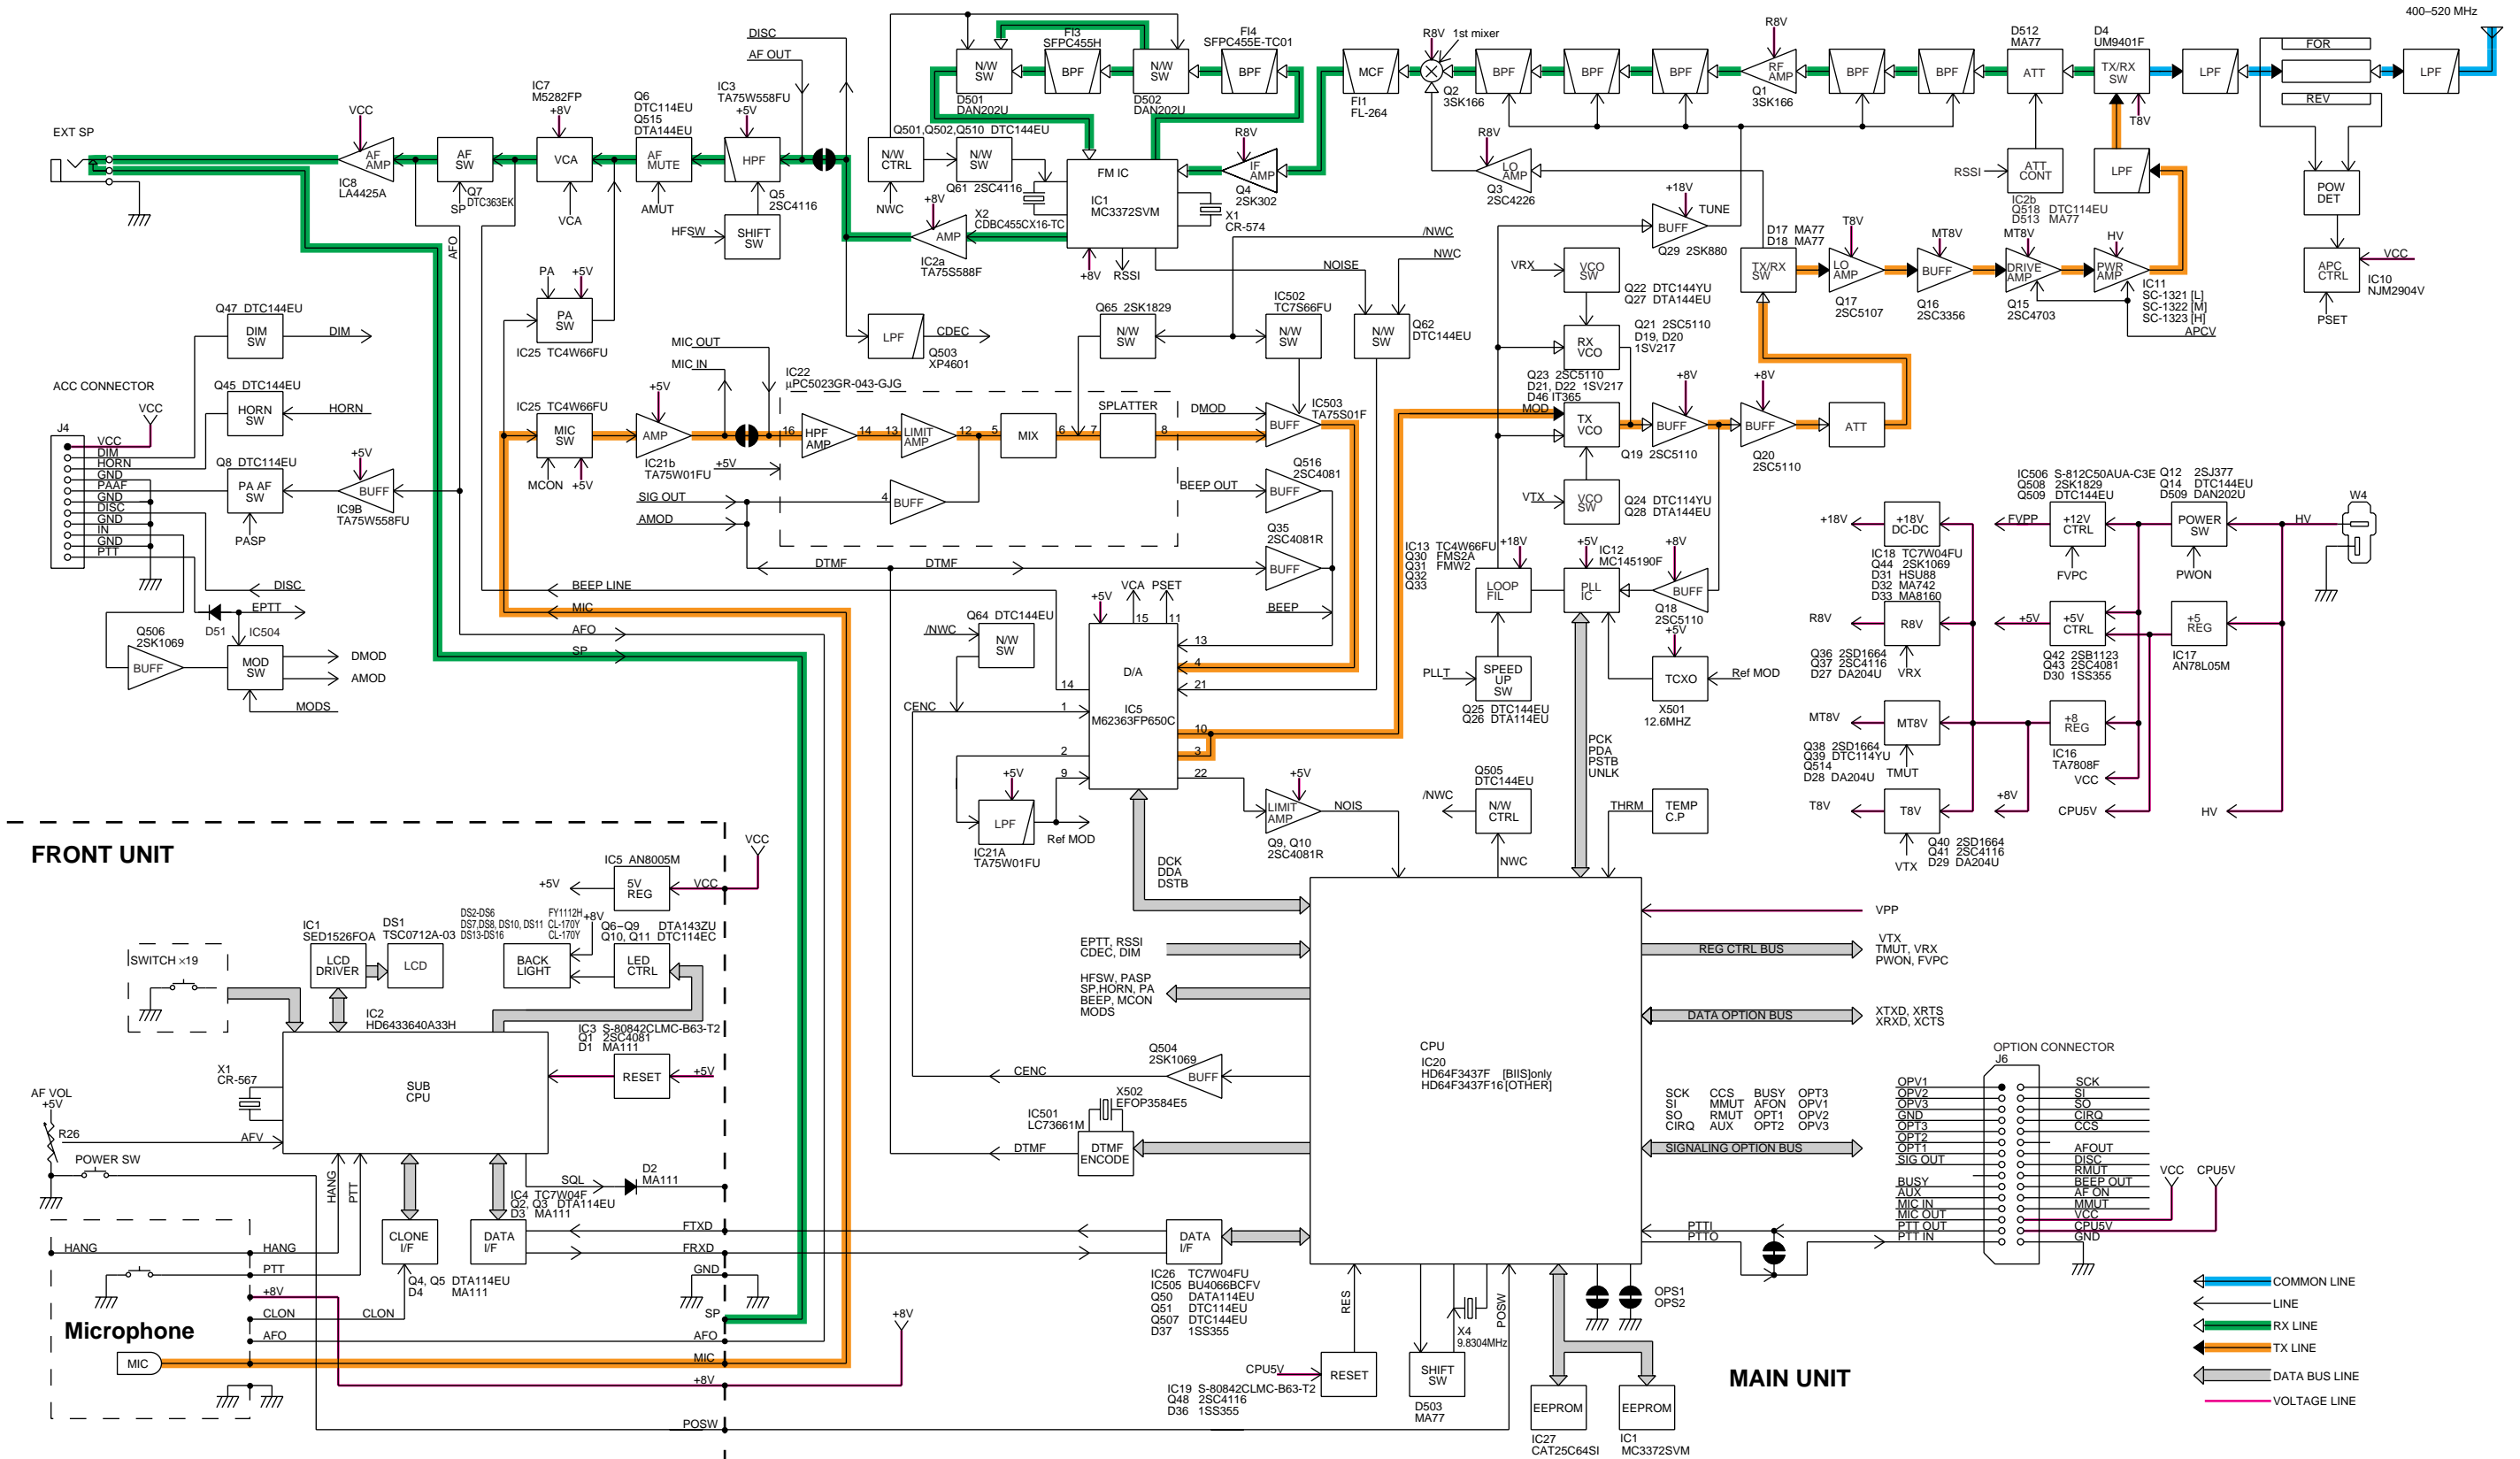 400–520 MHz
DISC
AF OUT
FI3
SFPC455H
FI4
SFPC455E-TC01
R8V
1st mixer
R8V
D512
MA77
D4
UM9401F
FOR
REV
N/W
SW
BPF
N/W
SW
BPF
MCF
BPF
BPF
BPF
RF
AMP
BPF
BPF
ATT
TX/RX
SW
LPF
LPF
D501
DAN202U
D502
DAN202U
FI1
FL-264
Q2
3SK166
Q1
3SK166
T8V
EXT SP
VCC
IC7
M5282FP
+8V
Q6
DTC114EU
Q515
DTA144EU
IC3
TA75W558FU
+5V
AF
AMP
AF
SW
VCA
AF
MUTE
HPF
IC8
LA4425A
Q7
DTC363EK
SP
VCA
AMUT
Q5
2SC4116
HFSW
SHIFT
SW
Q501,Q502,Q510 DTC144EU
N/W
CTRL
N/W
SW
NWC
Q61 2SC4116
FM IC
IC1
MC3372SVM
R8V
IF
AMP
Q4
2SK302
X1
CR-574
+8V
X2
CDBC455CX16-TC
AMP
IC2a
TA75S588F
+8V
RSSI
NOISE
R8V
LO
AMP
Q3
2SC4226
+18V
TUNE
BUFF
Q29 2SK880
RSSI
ATT
CONT
IC2b
Q518 DTC114EU
D513 MA77
LPF
POW
DET
VCC
APC
CTRL
IC10
NJM2904V
PSET
D17 MA77
D18 MA77
TX/RX
SW
T8V
LO
AMP
Q17
2SC5107
MT8V
BUFF
Q16
2SC3356
MT8V
DRIVE
AMP
Q15
2SC4703
HV
PWR
AMP
IC11
SC-1321 [L]
SC-1322 [M]
SC-1323 [H]
APCV
/NWC
NWC
VRX
VCO
SW
Q22 DTC144YU
Q27 DTA144EU
RX
VCO
Q21 2SC5110
D19, D20
1SV217
Q23 2SC5110
D21, D22 1SV217
D46 IT365
MOD
TX
VCO
VTX
VCO
SW
Q24 DTC114YU
Q28 DTA144EU
+8V
BUFF
Q19 2SC5110
+8V
BUFF
Q20
2SC5110
ATT
AFO
PA
+5V
PA
SW
IC25 TC4W66FU
Q47 DTC144EU
DIM
SW
DIM
Q45 DTC144EU
HORN
SW
HORN
Q8 DTC114EU
PA AF
SW
PASP
+5V
BUFF
IC9B
TA75W558FU
ACC CONNECTOR
VCC
J4
VCC
DIM
HORN
GND
PAAF
GND
DISC
GND
IN
GND
PTT
DISC
EPTT
D51
IC504
Q506
2SK1069
BUFF
MOD
SW
DMOD
AMOD
MODS
LPF
CDEC
Q503
XP4601
MIC OUT
MIC IN
IC25 TC4W66FU
MIC
SW
MCON
+5V
+5V
AMP
IC21b
TA75W01FU
IC22
µPC5023GR-043-GJG
16
HPF
AMP
14
13
LIMIT
AMP
12
5
MIX
6
7
SPLATTER
8
+5V
SIG OUT
AMOD
4
BUFF
Q65 2SK1829
N/W
SW
IC502
TC7S66FU
N/W
SW
N/W
SW
Q62
DTC144EU
DMOD
IC503
TA75S01F
BUFF
Q516
2SC4081
BEEP OUT
BUFF
Q35
2SC4081R
BUFF
DTMF
DTMF
BEEP LINE
MIC
AFO
SP
BEEP
VCA
PSET
+5V
15
11
13
4
21
10
3
22
14
1
2
9
D/A
IC5
M62363FP650C
/NWC
Q64 DTC144EU
N/W
SW
CENC
+5V
LPF
IC21A
TA75W01FU
Ref MOD
+5V
LIMIT
AMP
NOIS
Q9, Q10
2SC4081R
DCK
DDA
DSTB
IC13 TC4W66FU
Q30 FMS2A
Q31 FMW2
Q32
Q33
+18V
LOOP
FIL
+5V
IC12
MC145190F
PLL
IC
+8V
BUFF
Q18
2SC5110
PLLT
SPEED
UP
SW
Q25 DTC144EU
Q26 DTA114EU
+5V
TCXO
Ref MOD
X501
12.6MHZ
PCK
PDA
PSTB
UNLK
Q505
DTC144EU
/NWC
N/W
CTRL
NWC
THRM
TEMP
C.P
IC506 S-812C50AUA-C3E
Q508 2SK1829
Q509 DTC144EU
Q12 2SJ377
Q14 DTC144EU
D509 DAN202U
W4
+18V
+18V
DC-DC
FVPP
+12V
CTRL
POWER
SW
HV
IC18 TC7W04FU
Q44 2SK1069
D31 HSU88
D32 MA742
D33 MA8160
FVPC
PWON
R8V
R8V
+5V
+5V
CTRL
+5
REG
Q36 2SD1664
Q37 2SC4116
D27 DA204U
VRX
Q42 2SB1123
Q43 2SC4081
D30 1SS355
IC17
AN78L05M
MT8V
MT8V
+8
REG
Q38 2SD1664
Q39 DTC114YU
Q514
D28 DA204U
TMUT
IC16
TA7808F
VCC
T8V
T8V
+8V
CPU5V
HV
Q40 2SD1664
Q41 2SC4116
D29 DA204U
VTX
FRONT UNIT
VCC
IC5 AN8005M
+5V
5V
REG
VCC
IC1
SED1526FOA
DS1
TSC0712A-03
DS2-DS6 FY1112H
DS7,DS8, DS10, DS11 CL-170Y
DS13-DS16 CL-170Y
+8V
Q6–Q9 DTA143ZU
Q10, Q11 DTC114EC
SWITCH ×19
LCD
DRIVER
LCD
BACK
LIGHT
LED
CTRL
IC2
HD6433640A33H
IC3 S-80842CLMC-B63-T2
Q1 2SC4081
D1 MA111
RESET
+5V
X1
CR-567
SUB
CPU
AF VOL
+5V
R26
AFV
POWER SW
HANG
PTT
SQL
D2
MA111
IC4 TC7W04F
Q2, Q3 DTA114EU
D3 MA111
CLONE
I/F
DATA
I/F
FTXD
FRXD
Q4, Q5 DTA114EU
D4 MA111
HANG
HANG
PTT
+8V
CLON
CLON
AFO
Microphone
MIC
GND
SP
AFO
MIC
+8V
POSW
+8V
EPTT, RSSI
CDEC, DIM
HFSW, PASP
SP,HORN, PA
BEEP, MCON
MODS
CENC
Q504
2SK1069
BUFF
X502
EFOP3584E5
IC501
LC73661M
DTMF
DTMF
ENCODE
CPU
IC20
HD64F3437F [BIIS]only
HD64F3437F16 [OTHER]
VPP
REG CTRL BUS
VTX
TMUT, VRX
PWON, FVPC
DATA OPTION BUS
XTXD, XRTS
XRXD, XCTS
SCK CCS BUSY OPT3
SI MMUT AFON OPV1
SO RMUT OPT1 OPV2
CIRQ AUX OPT2 OPV3
SIGNALING OPTION BUS
PTTI
PTTO
DATA
I/F
IC26 TC7W04FU
IC505 BU4066BCFV
Q50 DATA114EU
Q51 DTC114EU
Q507 DTC144EU
D37 1SS355
RES
POSW
X4
9.8304MHz
OPS1
OPS2
CPU5V
RESET
IC19 S-80842CLMC-B63-T2
Q48 2SC4116
D36 1SS355
SHIFT
SW
D503
MA77
EEPROM
EEPROM
IC27
CAT25C64SI
IC1
MC3372SVM
MAIN UNIT
OPTION CONNECTOR
J6
OPV1
OPV2
OPV3
GND
OPT3
OPT2
OPT1
SIG OUT
BUSY
AUX
MIC IN
MIC OUT
PTT OUT
PTT IN
SCK
SI
SO
CIRQ
CCS
AFOUT
DISC
RMUT
BEEP OUT
AF ON
MMUT
VCC
CPU5V
GND
VCC
CPU5V
COMMON LINE
LINE
RX LINE
TX LINE
DATA BUS LINE
VOLTAGE LINE